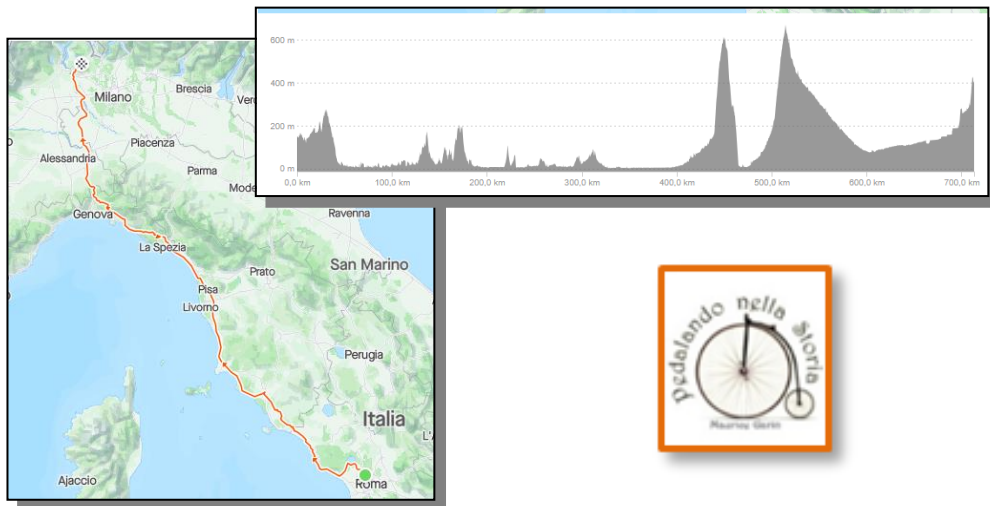 600 m
400 m
200 m
0 m
0,0 km
100,0 km
200,0 km
300,0 km
400,0 km
500,0 km
600,0 km
700,0 km
Milano
Brescia
Piacenza
Alessandria
Parma
Genova
Ravenna
La Spezia
Prato
San Marino
Pisa
Livorno
Perugia
Italia
Ajaccio
Roma
Pedalando nella Storia
Maurice Garin